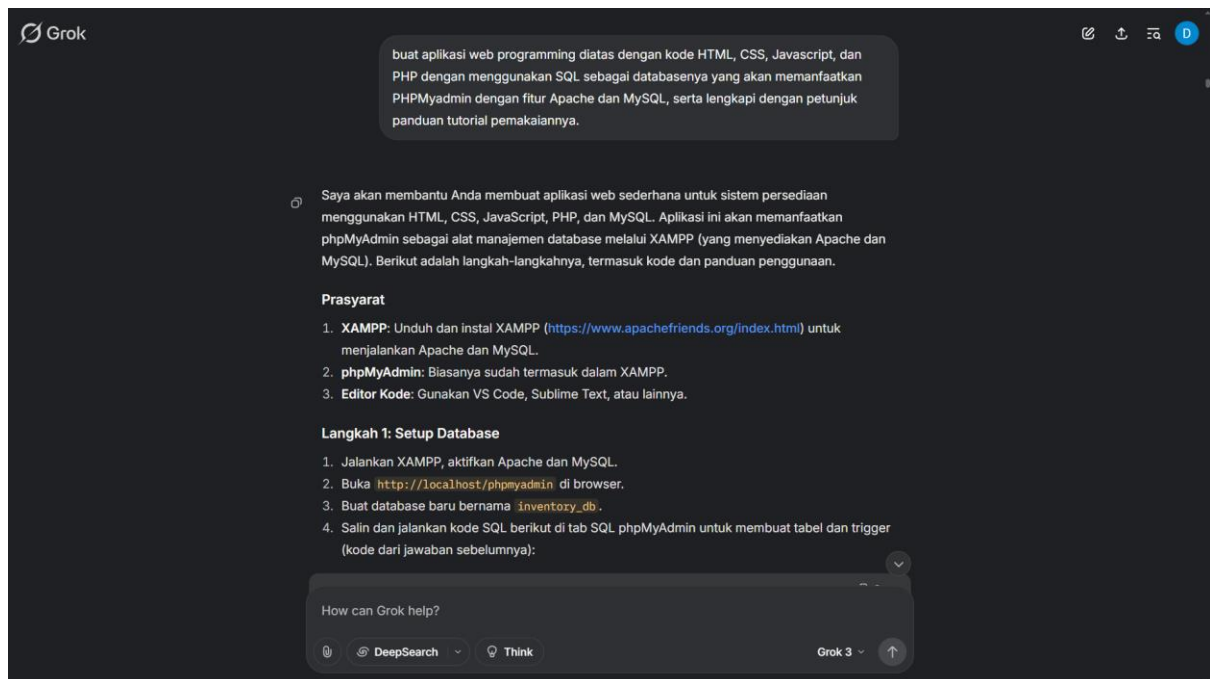 Grok
D
buat aplikasi web programming diatas dengan kode HTML, CSS, Javascript, dan
PHP dengan menggunakan SQL sebagai databasenya yang akan memanfaatkan
PHPMyadmin dengan fitur Apache dan MySQL, serta lengkapi dengan petunjuk
panduan tutorial pemakaiannya.
Saya akan membantu Anda membuat aplikasi web sederhana untuk sistem persediaan
menggunakan HTML, CSS, JavaScript, PHP, dan MySQL. Aplikasi ini akan memanfaatkan
phpMyAdmin sebagai alat manajemen database melalui XAMPP (yang menyediakan Apache dan
MySQL). Berikut adalah langkah-langkahnya, termasuk kode dan panduan penggunaan.
Prasyarat
1. XAMPP: Unduh dan instal XAMPP (https://www.apachefriends.org/index.html) untuk
menjalankan Apache dan MySQL.
2. phpMyAdmin: Biasanya sudah termasuk dalam XAMPP.
3. Editor Kode: Gunakan VS Code, Sublime Text, atau lainnya.
Langkah 1: Setup Database
1. Jalankan XAMPP, aktifkan Apache dan MySQL.
2. Buka http://localhost/phpmyadmin di browser.
3. Buat database baru bernama inventory_db.
4. Salin dan jalankan kode SQL berikut di tab SQL phpMyAdmin untuk membuat tabel dan trigger
(kode dari jawaban sebelumnya):
How can Grok help?
DeepSearch
Think
Grok 3